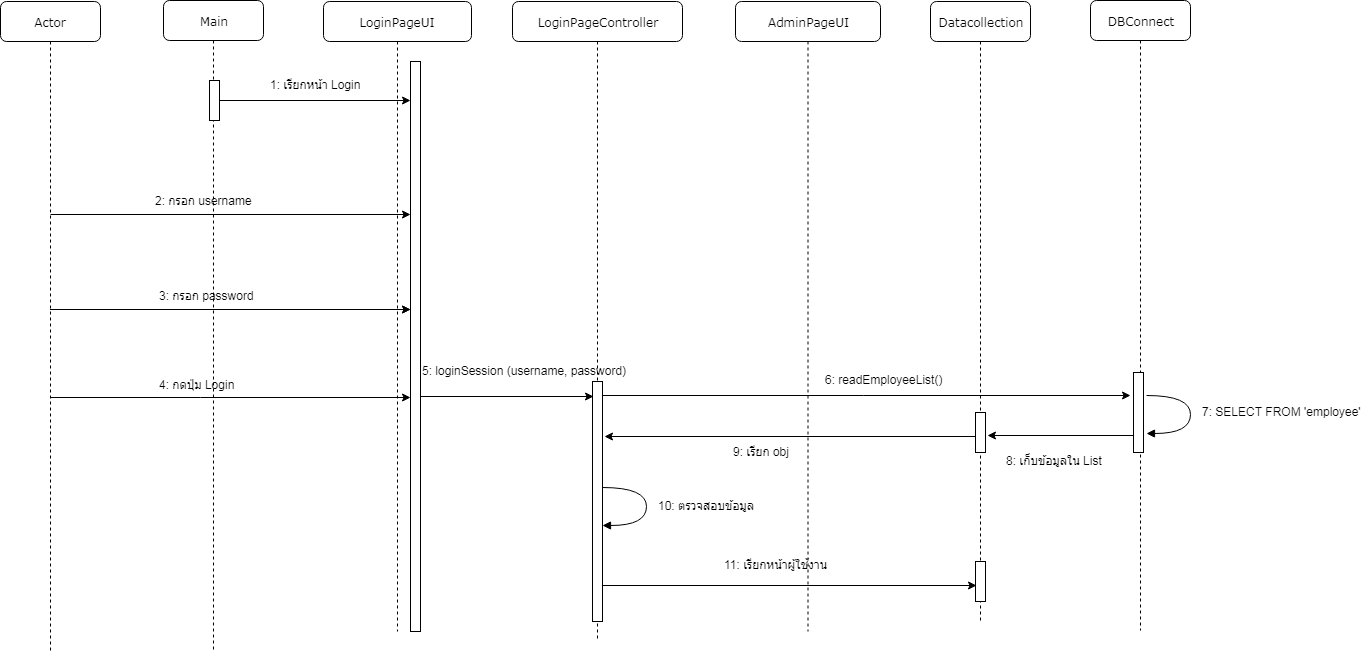 Actor
Main
LoginPageUI
LoginPageController
AdminPageUI
Datacollection
DBConnect
1: เรียกหน้า Login
2: กรอก username
3: กรอก password
4: กดปุ่ม Login
5: loginSession (username, password)
6: readEmployeeList()
7: SELECT FROM 'employee'
8: เก็บข้อมูลใน List
9: เรียก obj
10: ตรวจสอบข้อมูล
11: เรียกหน้าผู้ใช้งาน